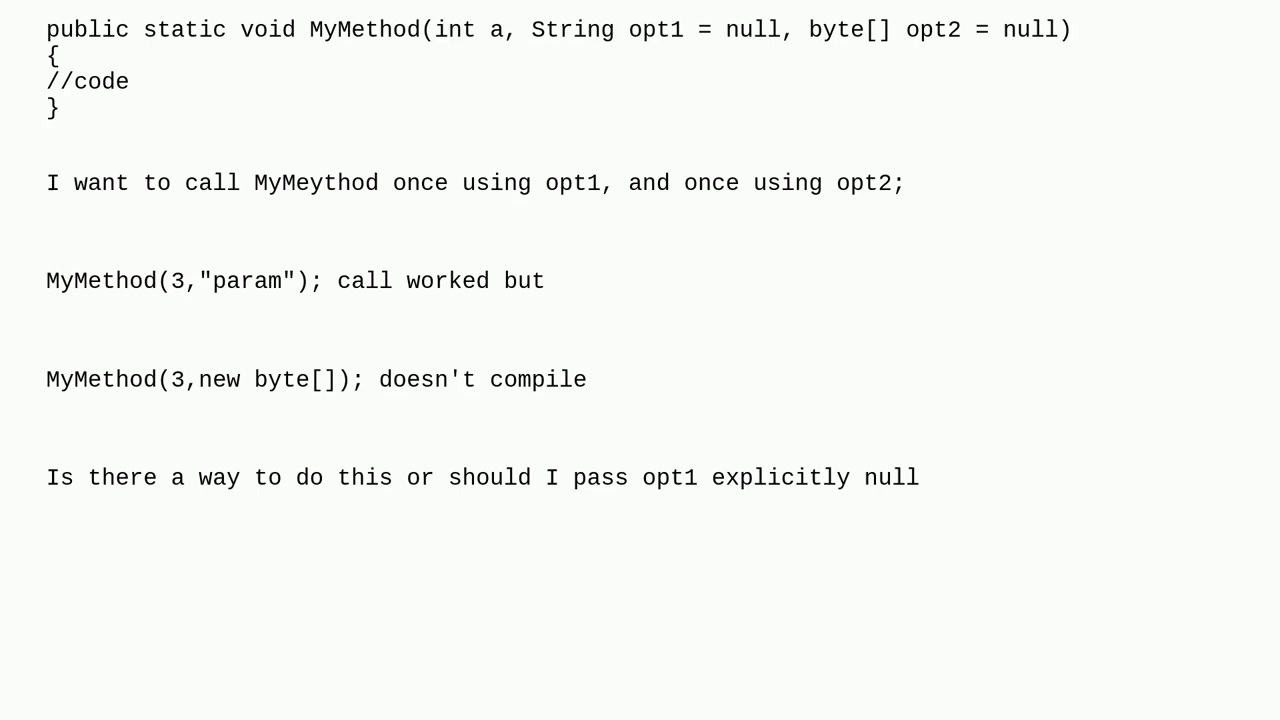 public static void MyMethod(int a, String opt1 = null, byte[] opt2 = null)
{
//code
}
I want to call MyMeythod once using opt1, and once using opt2;
MyMethod(3,"param"); call worked but
MyMethod(3,new byte[]); doesn't compile
Is there a way to do this or should I pass opt1 explicitly null